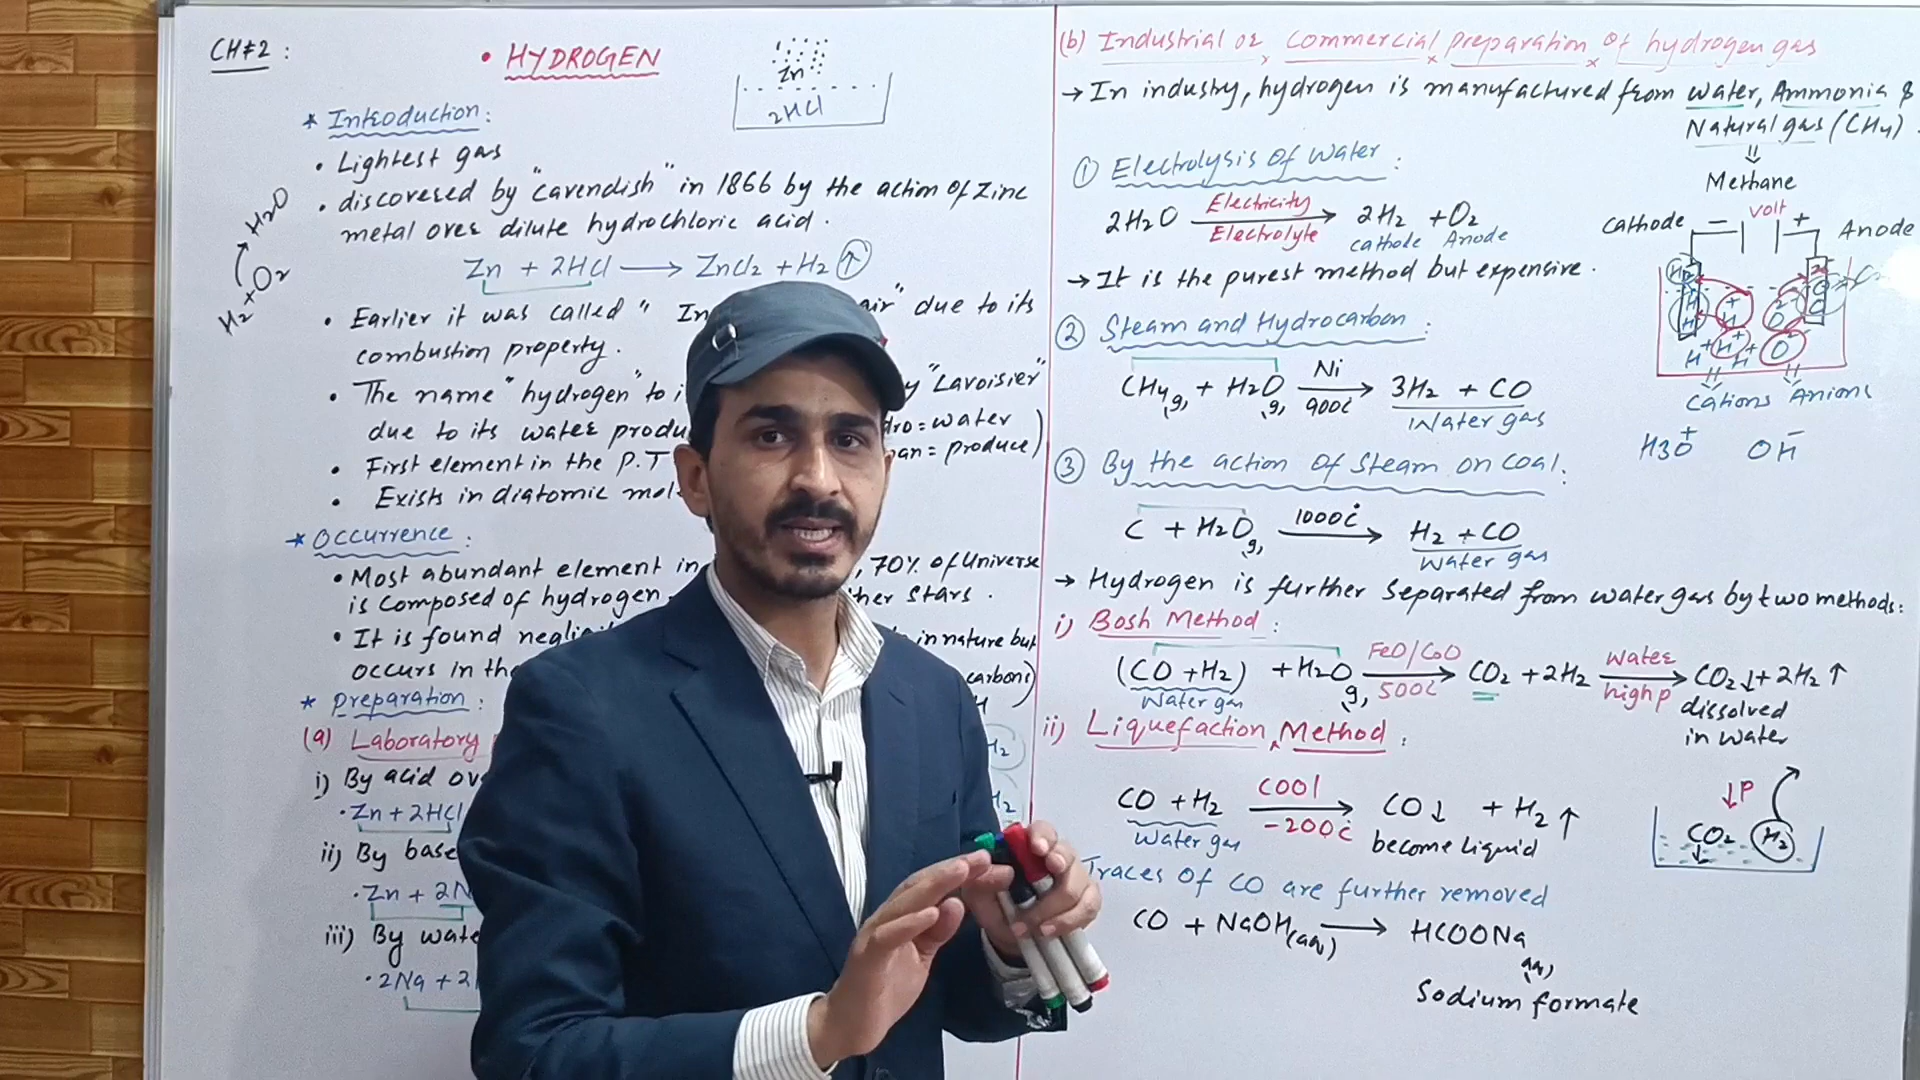 CH#2 :
• HYDROGEN
Zn
2HCl
* Introduction :
• Lightest gas
• discovered by "cavendish" in 1866 by the action of Zinc
metal over dilute hydrochloric acid .
Zn + 2HCl → ZnCl2 + H2 ↑
H2 + O2 → H2O
• Earlier it was called " In air" due to its
combustion property .
• The name "hydrogen" to "Lavoisier"
due to its water = water
• First element in the P.T = produce)
• Exists in diatomic
* Occurrence :
• Most abundant element in , 70% of Universe
is composed of hydrogen stars .
• It is found in nature but
occurs in the carbons)
* Preparation :
(a) Laboratory
H2
i) By acid
• Zn + 2HCl
H2
ii) By base
• Zn + 2N
iii) By wate
• 2Na + 2
(b) Industrial or commercial preparation of hydrogen gas
→ In industry, hydrogen is manufactured from water, Ammonia &
Natural gas (CH4) .
Methane
① Electrolysis of water :
2H2O Electricity Electrolyte → 2H2 + O2
cathode Anode
→ It is the purest method but expensive .
Cathode − volt + Anode
H+ H+ H+
Cations Anions
H3O+ OH−
② Steam and Hydrocarbon :
CH4(g) + H2O(g) Ni 900c → 3H2 + CO
Water gas
③ By the action of steam on coal .
C + H2O(g) 1000c → H2 + CO
Water gas
→ Hydrogen is further separated from water gas by two methods :
i) Bosh Method :
(CO + H2) + H2O(g) FeO/CoO 500c → CO2 + 2H2 Water high p → CO2 ↓ + 2H2 ↑
Water gas
dissolved
in water
ii) Liquefaction Method :
CO + H2 COOl -200c → CO ↓ + H2 ↑
Water gas become liquid
↓P
CO2 ↓ H2
Traces of CO are further removed
CO + NaOH(aq) → HCOONa(aq)
Sodium formate